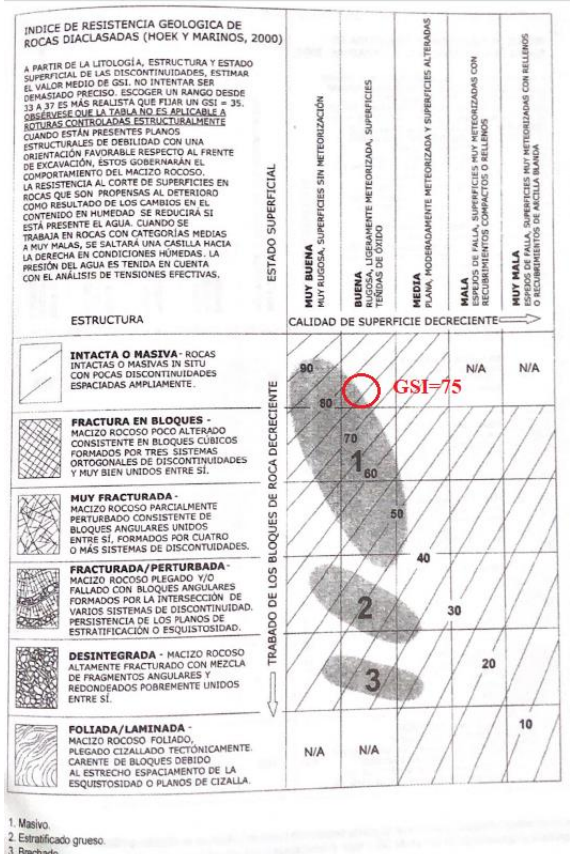 INDICE DE RESISTENCIA GEOLOGICA DE
ROCAS DIACLASADAS (HOEK Y MARINOS, 2000)
A PARTIR DE LA LITOLOGÍA, ESTRUCTURA Y ESTADO
SUPERFICIAL DE LAS DISCONTINUIDADES, ESTIMAR
EL VALOR MEDIO DE GSI. NO INTENTAR SER
DEMASIADO PRECISO. ESCOGER UN RANGO DESDE
33 A 37 ES MÁS REALISTA QUE FIJAR UN GSI = 35.
OBSÉRVESE QUE LA TABLA NO ES APLICABLE A
ROTURAS CONTROLADAS ESTRUCTURALMENTE
CUANDO ESTÁN PRESENTES PLANOS
ESTRUCTURALES DE DEBILIDAD CON UNA
ORIENTACIÓN FAVORABLE RESPECTO AL FRENTE
DE EXCAVACIÓN, ÉSTOS GOBERNARÁN EL
COMPORTAMIENTO DEL MACIZO ROCOSO.
LA RESISTENCIA AL CORTE DE SUPERFICIES EN
ROCAS QUE SON PROPENSAS AL DETERIORO
COMO RESULTADO DE LOS CAMBIOS EN EL
CONTENIDO EN HUMEDAD SE REDUCIRÁ SI
ESTÁ PRESENTE EL AGUA. CUANDO SE
TRABAJA EN ROCAS CON CATEGORÍAS MEDIAS
A MUY MALAS, SE SALTARÁ UNA CASILLA HACIA
LA DERECHA EN CONDICIONES HÚMEDAS. LA
PRESIÓN DEL AGUA ES TENIDA EN CUENTA
CON EL ANÁLISIS DE TENSIONES EFECTIVAS.
ESTADO SUPERFICIAL
MUY BUENA
MUY RUGOSA, SUPERFICIES SIN METEORIZACIÓN
BUENA
RUGOSA, LIGERAMENTE METEORIZADA, SUPERFICIES
TEÑIDAS DE ÓXIDO
MEDIA
PLANA, MODERADAMENTE METEORIZADA Y SUPERFICIES ALTERADAS
MALA
ESPEJOS DE FALLA, SUPERFICIES MUY METEORIZADAS CON
RECUBRIMIENTOS COMPACTOS O RELLENOS
MUY MALA
ESPEJOS DE FALLA, SUPERFICIES MUY METEORIZADAS CON RELLENOS
O RECUBRIMIENTOS DE ARCILLA BLANDA
ESTRUCTURA
CALIDAD DE SUPERFICIE DECRECIENTE
INTACTA O MASIVA- ROCAS
INTACTAS O MASIVAS IN SITU
CON POCAS DISCONTINUIDADES
ESPACIADAS AMPLIAMENTE.
90
80
GSI=75
N/A
N/A
TRABADO DE LOS BLOQUES DE ROCA DECRECIENTE
FRACTURA EN BLOQUES -
MACIZO ROCOSO POCO ALTERADO
CONSISTENTE EN BLOQUES CÚBICOS
FORMADOS POR TRES SISTEMAS
ORTOGONALES DE DISCONTINUIDADES
Y MUY BIEN UNIDOS ENTRE SÍ.
70
1
60
MUY FRACTURADA -
MACIZO ROCOSO PARCIALMENTE
PERTURBADO CONSISTENTE DE
BLOQUES ANGULARES UNIDOS
ENTRE SÍ, FORMADOS POR CUATRO
O MÁS SISTEMAS DE DISCONTUIDADES.
50
40
FRACTURADA/PERTURBADA-
MACIZO ROCOSO PLEGADO Y/O
FALLADO CON BLOQUES ANGULARES
FORMADOS POR LA INTERSECCIÓN DE
VARIOS SISTEMAS DE DISCONTINUIDAD.
PERSISTENCIA DE LOS PLANOS DE
ESTRATIFICACIÓN O ESQUISTOSIDAD.
2
30
DESINTEGRADA - MACIZO ROCOSO
ALTAMENTE FRACTURADO CON MEZCLA
DE FRAGMENTOS ANGULARES Y
REDONDEADOS POBREMENTE UNIDOS
ENTRE SÍ.
3
20
FOLIADA/LAMINADA -
MACIZO ROCOSO FOLIADO,
PLEGADO CIZALLADO TECTÓNICAMENTE.
CARENTE DE BLOQUES DEBIDO
AL ESTRECHO ESPACIAMIENTO DE LA
ESQUISTOSIDAD O PLANOS DE CIZALLA.
N/A
N/A
10
1. Masivo.
2. Estratificado grueso.
3. Brechado